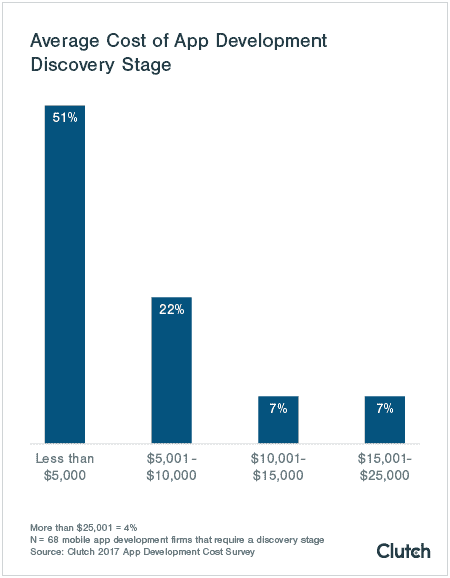 Average Cost of App Development
Discovery Stage
51%
22%
7%
7%
Less than
$5,000
$5,001-
$10,000
$10,001-
$15,000
$15,001-
$25,000
More than $25,001 = 4%
N = 68 mobile app development firms that require a discovery stage
Source: Clutch 2017 App Development Cost Survey
Clutch